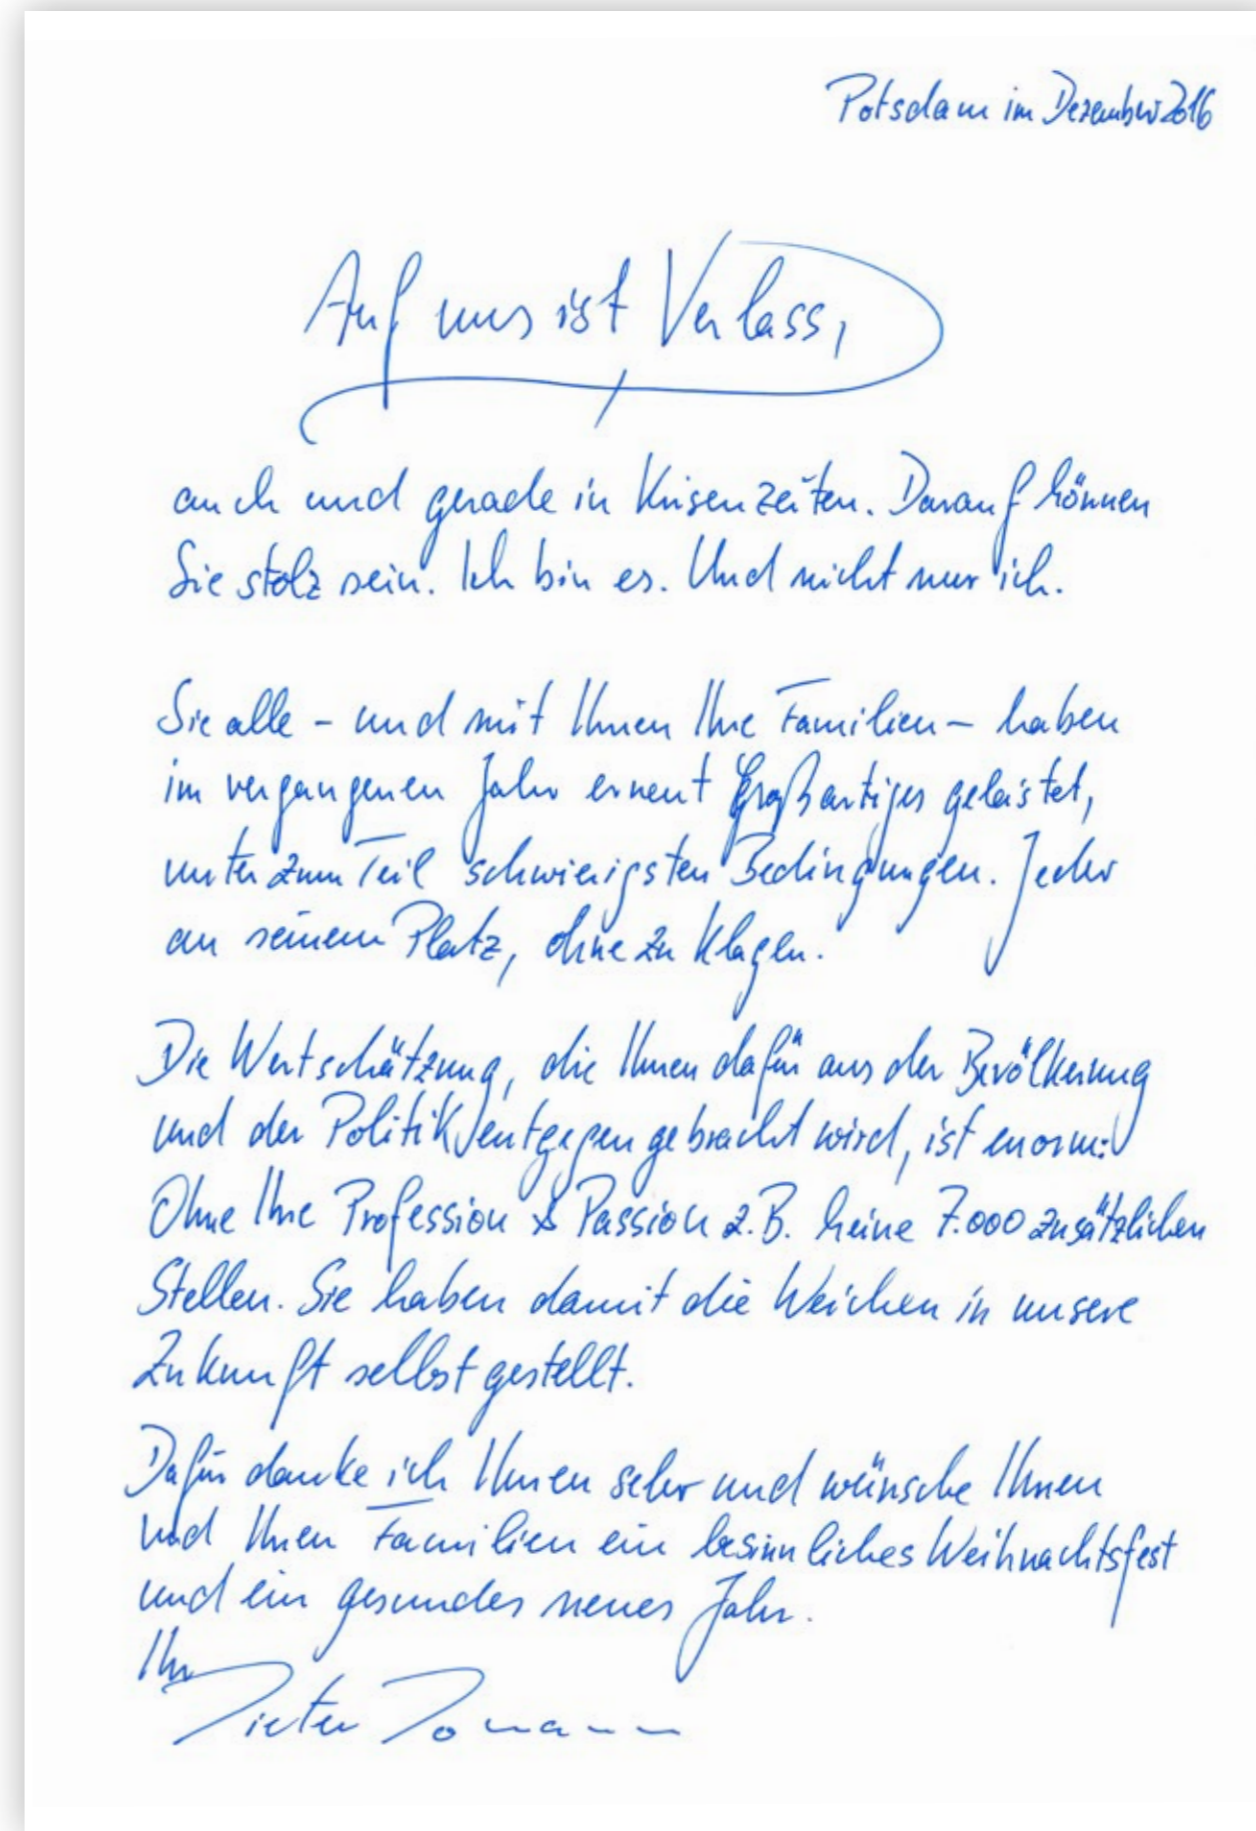 Potsdam im Dezember 2016
Auf uns ist Verlass,
auch und gerade in Krisenzeiten. Darauf können
Sie stolz sein. Ich bin es. Und nicht nur ich.
Sie alle - und mit Ihnen Ihre Familien - haben
im vergangenen Jahr erneut Großartiges geleistet,
unter zum Teil schwierigsten Bedingungen. Jeder
an seinem Platz, ohne zu klagen.
Die Wertschätzung, die Ihnen dafür aus der Bevölkerung
und der Politik entgegengebracht wird, ist enorm:
Ohne Ihre Profession & Passion z.B. keine 7.000 zusätzlichen
Stellen. Sie haben damit die Weichen in unsere
Zukunft selbst gestellt.
Dafür danke ich Ihnen sehr und wünsche Ihnen
und Ihren Familien ein besinnliches Weihnachtsfest
und ein gesundes neues Jahr.
Ihr
Dieter Romann